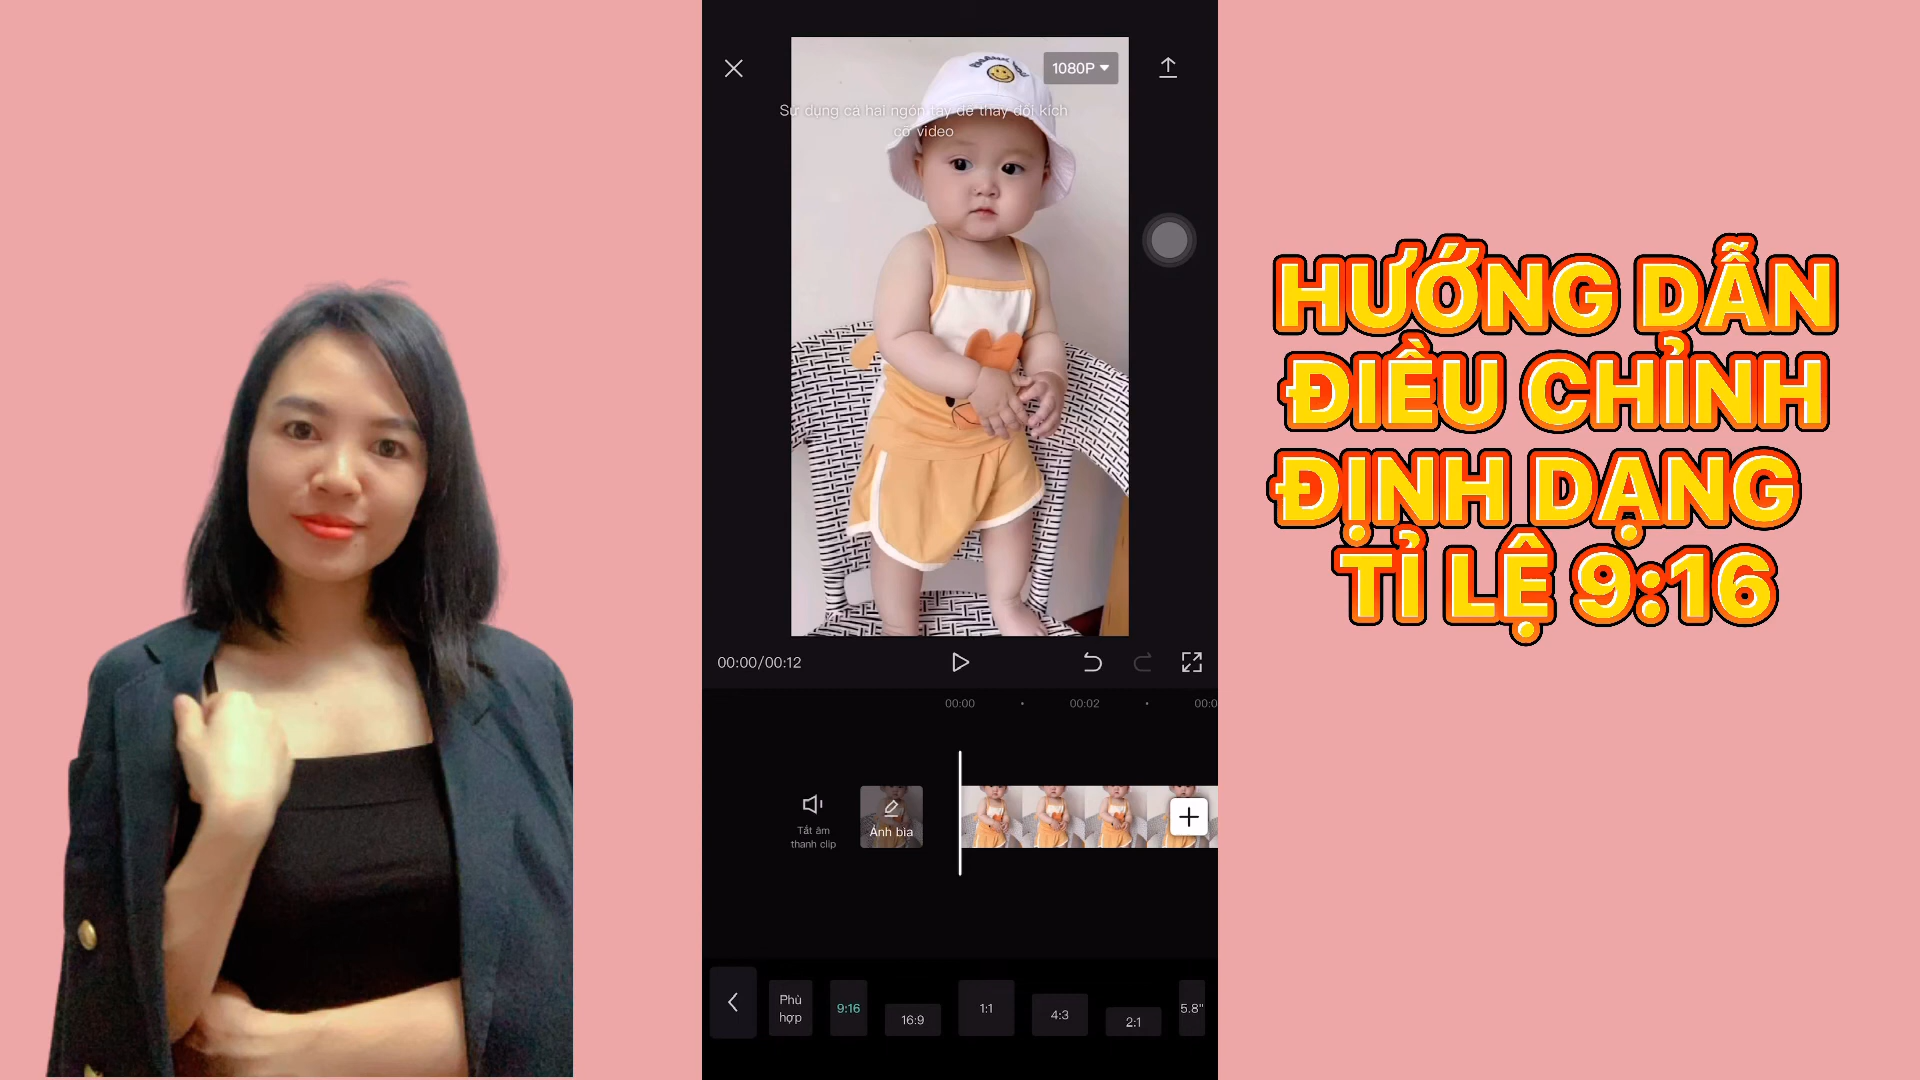 1080P
Sử dụng cả hai ngón tay để thay đổi kích
cỡ video
HƯỚNG DẪN
ĐIỀU CHỈNH
ĐỊNH DẠNG
TỈ LỆ 9:16
00:00/00:12
00:00
00:02
Tắt âm
thanh clip
Ảnh bìa
Phù
hợp
9:16
16:9
1:1
4:3
2:1
5.8"